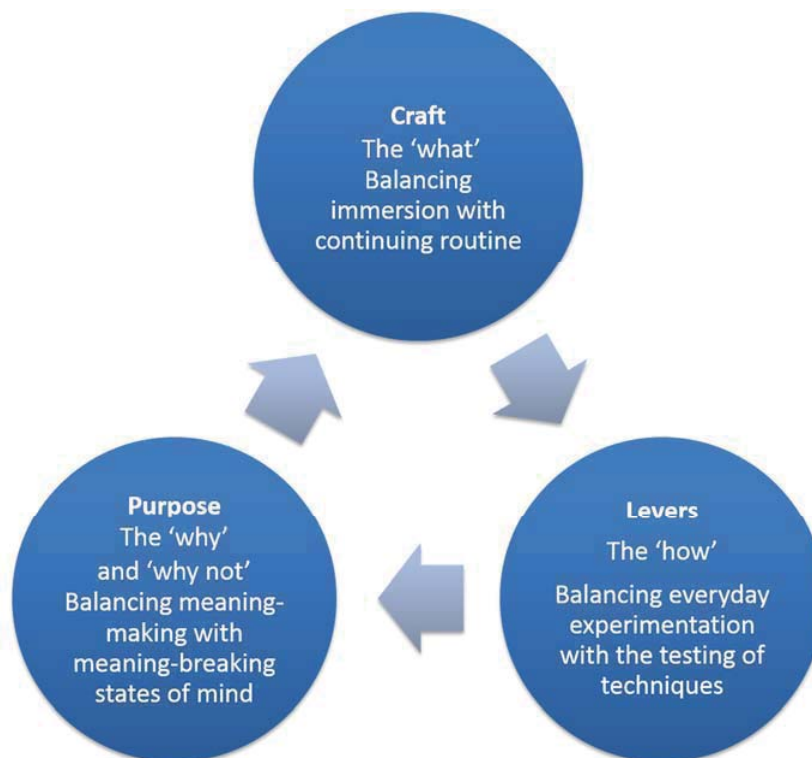 Craft
The ‘what’
Balancing
immersion with
continuing routine
Purpose
The ‘why’
and ‘why not’
Balancing meaning-
making with
meaning-breaking
states of mind
Levers
The ‘how’
Balancing everyday
experimentation
with the testing of
techniques